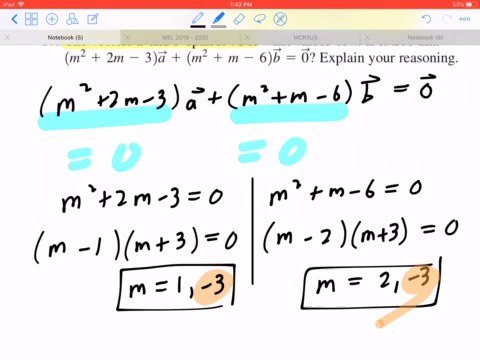 iPad
1:42 PM
53%
Notebook (5)
MEL 2019 - 2020
MCR3U5
Notebook (6)
(m² + 2m − 3)a⃗ + (m² + m − 6)b⃗ = 0⃗? Explain your reasoning.
(m² + 2m − 3) a⃗ + (m² + m − 6) b⃗ = 0⃗
= 0 = 0
m² + 2m − 3 = 0
(m − 1)(m + 3) = 0
m = 1, −3
m² + m − 6 = 0
(m − 2)(m + 3) = 0
m = 2, −3